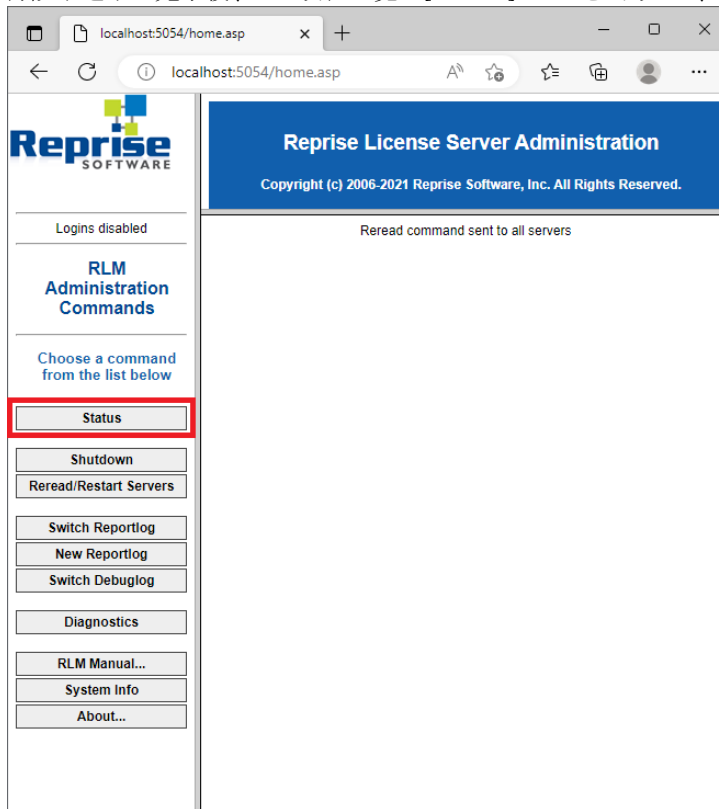 localhost:5054/home.asp
localhost:5054/home.asp
Reprise
SOFTWARE
Reprise License Server Administration
Copyright (c) 2006-2021 Reprise Software, Inc. All Rights Reserved.
Logins disabled
Reread command sent to all servers
RLM
Administration
Commands
Choose a command
from the list below
Status
Shutdown
Reread/Restart Servers
Switch Reportlog
New Reportlog
Switch Debuglog
Diagnostics
RLM Manual...
System Info
About...